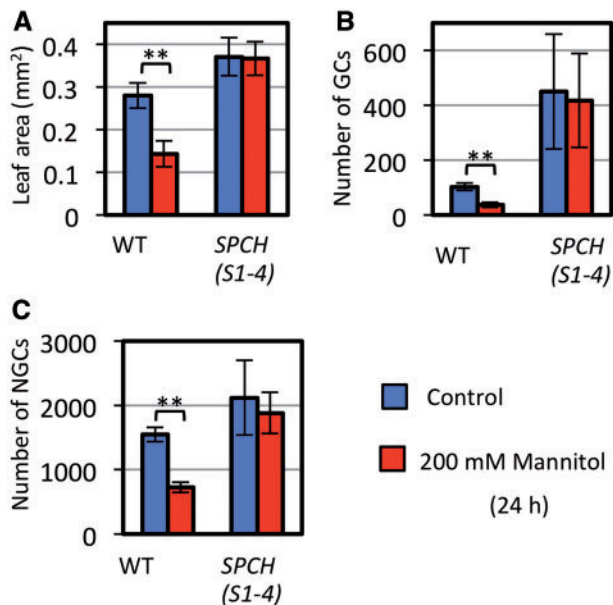 A
Leaf area (mm²)
0.4
0.3
0.2
0.1
0
**
WT
SPCH
(S1-4)
B
Number of GCs
600
400
200
0
**
WT
SPCH
(S1-4)
C
Number of NGCs
3000
2000
1000
0
**
WT
SPCH
(S1-4)
Control
200 mM Mannitol
(24 h)